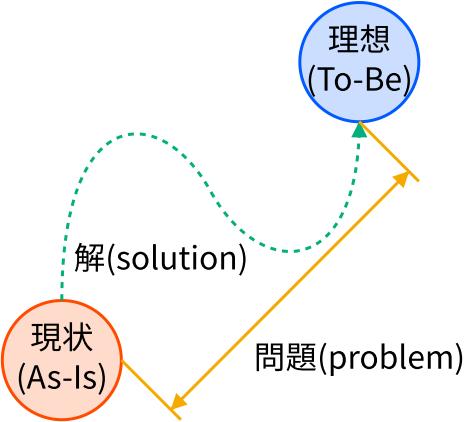 理想
(To-Be)
解(solution)
現状
(As-Is)
問題(problem)